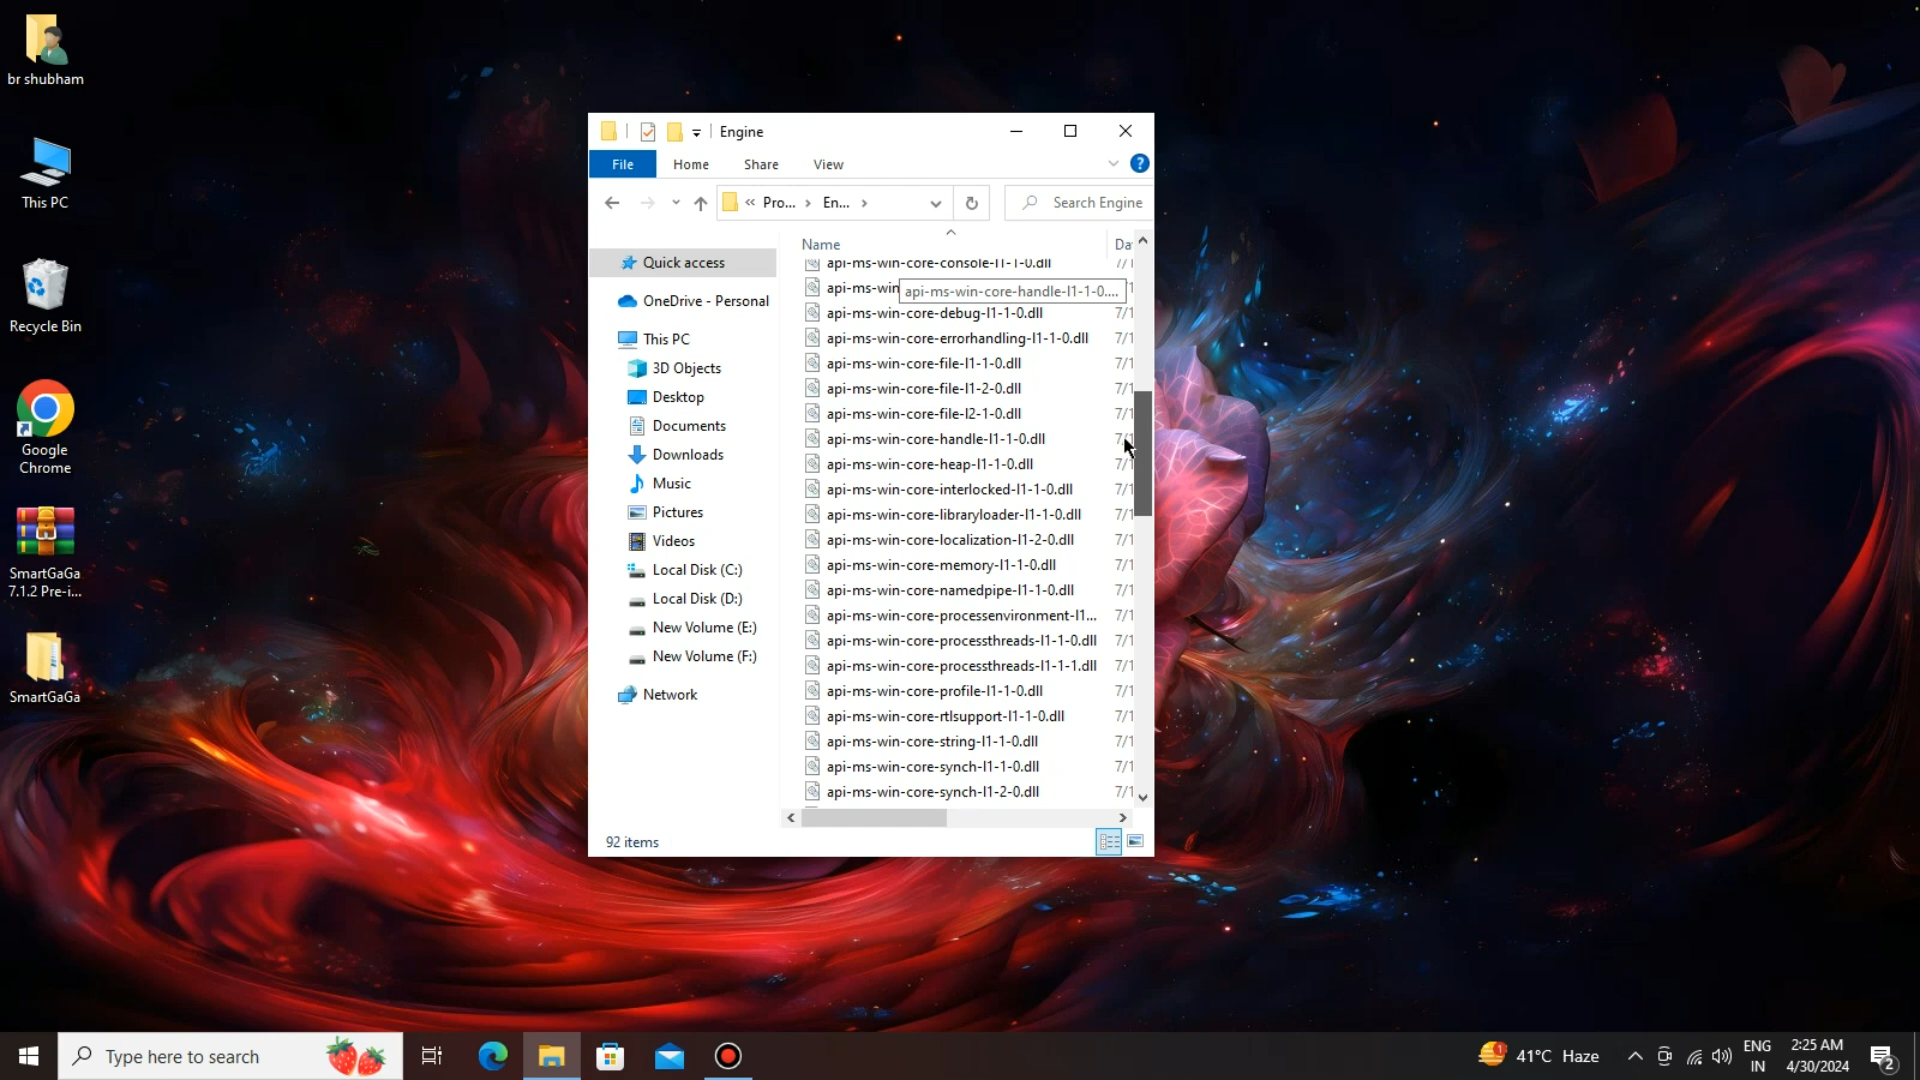 br shubham
This PC
Recycle Bin
Google
Chrome
SmartGaGa
7.1.2 Pre-i...
SmartGaGa
Engine
File
Home
Share
View
Pro...
En...
Search Engine
Quick access
OneDrive - Personal
This PC
3D Objects
Desktop
Documents
Downloads
Music
Pictures
Videos
Local Disk (C:)
Local Disk (D:)
New Volume (E:)
New Volume (F:)
Network
Name
Da
api-ms-win-core-console-l1-1-0.dll
api-ms-win
api-ms-win-core-handle-l1-1-0....
api-ms-win-core-debug-l1-1-0.dll 7/1
api-ms-win-core-errorhandling-l1-1-0.dll 7/1
api-ms-win-core-file-l1-1-0.dll 7/1
api-ms-win-core-file-l1-2-0.dll 7/1
api-ms-win-core-file-l2-1-0.dll 7/1
api-ms-win-core-handle-l1-1-0.dll 7/1
api-ms-win-core-heap-l1-1-0.dll 7/1
api-ms-win-core-interlocked-l1-1-0.dll 7/1
api-ms-win-core-libraryloader-l1-1-0.dll 7/1
api-ms-win-core-localization-l1-2-0.dll 7/1
api-ms-win-core-memory-l1-1-0.dll 7/1
api-ms-win-core-namedpipe-l1-1-0.dll 7/1
api-ms-win-core-processenvironment-l1... 7/1
api-ms-win-core-processthreads-l1-1-0.dll 7/1
api-ms-win-core-processthreads-l1-1-1.dll 7/1
api-ms-win-core-profile-l1-1-0.dll 7/1
api-ms-win-core-rtlsupport-l1-1-0.dll 7/1
api-ms-win-core-string-l1-1-0.dll 7/1
api-ms-win-core-synch-l1-1-0.dll 7/1
api-ms-win-core-synch-l1-2-0.dll 7/1
92 items
Type here to search
1
41°C Haze
ENG
IN
2:25 AM
4/30/2024
2